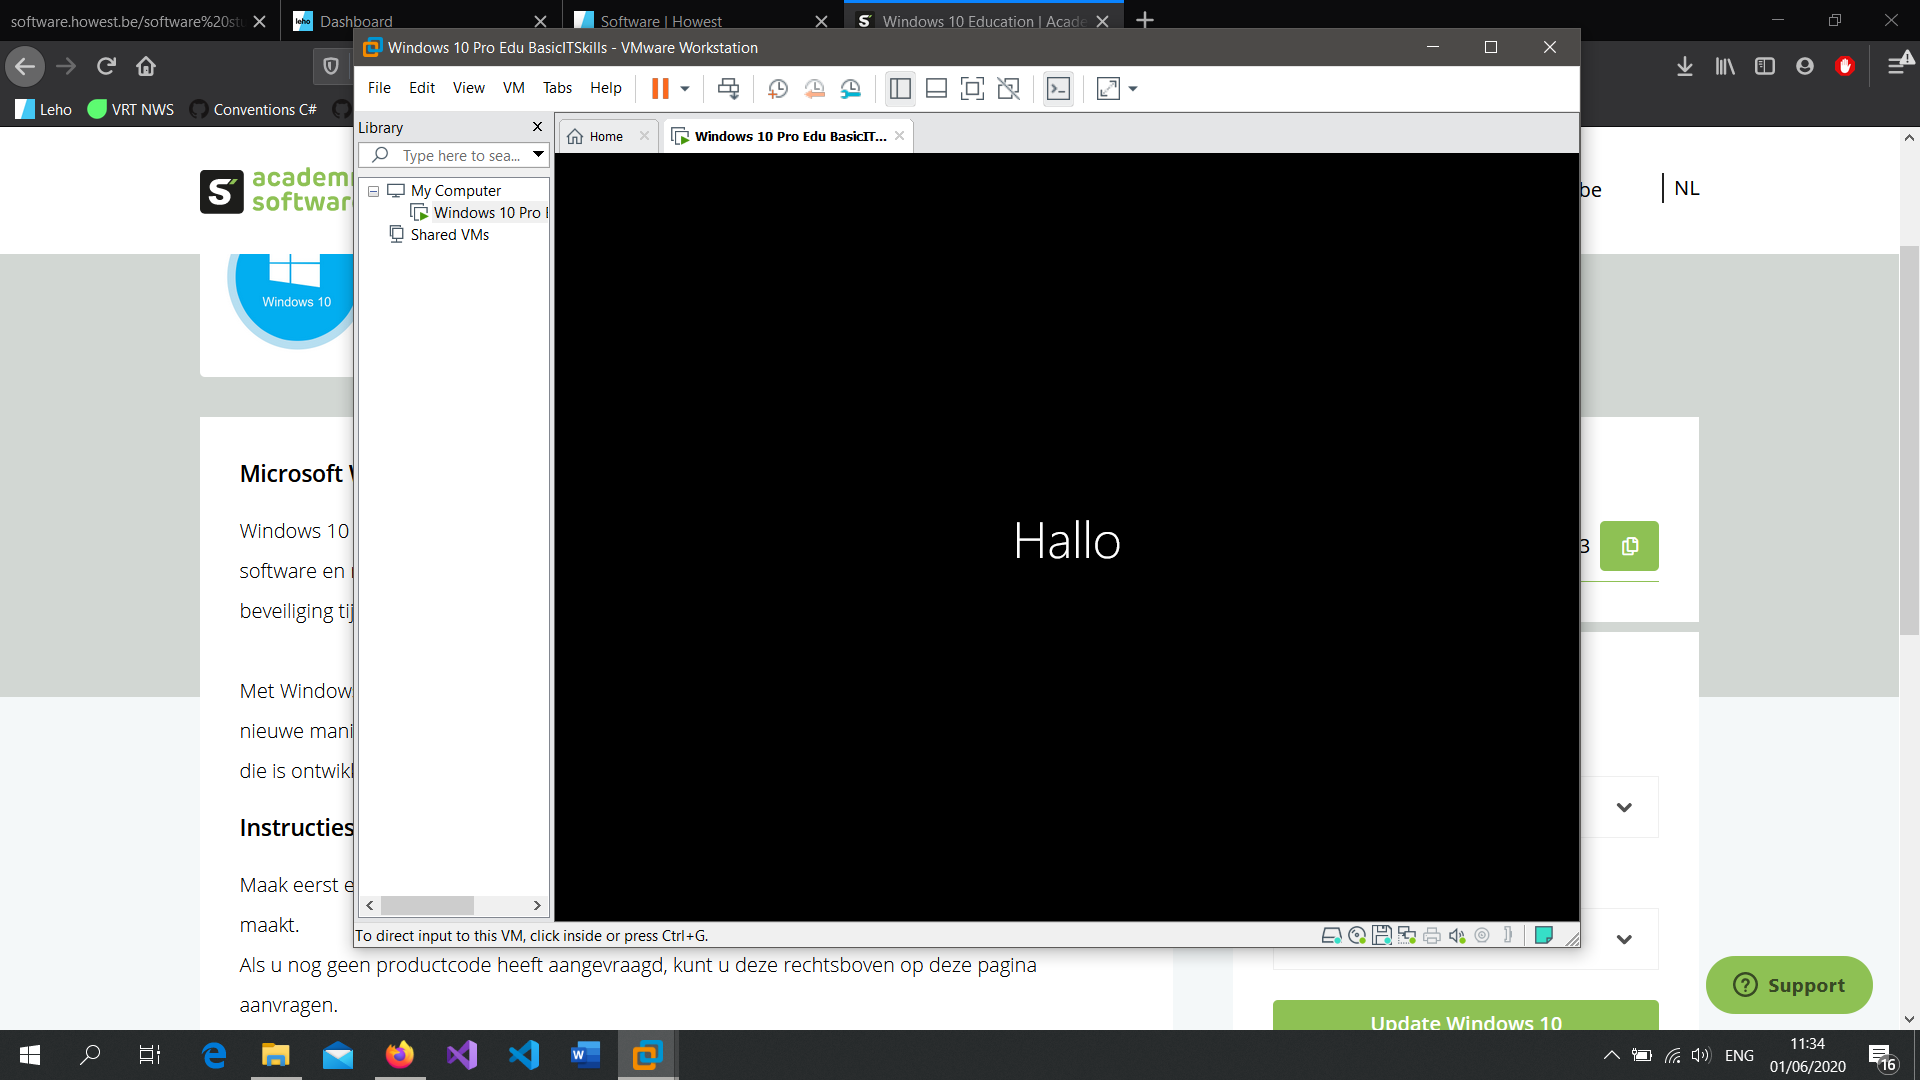 software.howest.be/software%20stu
Dashboard
Software | Howest
Windows 10 Education | Acade
Windows 10 Pro Edu BasicITSkills - VMware Workstation
File Edit View VM Tabs Help
Leho
VRT NWS
Conventions C#
Library
Type here to sea...
Home
Windows 10 Pro Edu BasicIT...
My Computer
Windows 10 Pro E
Shared VMs
academ
software
be
NL
Windows 10
Hallo
Microsoft W
Windows 10
software en
beveiliging tij
3
Met Windows
nieuwe mani
die is ontwik
Instructies
Maak eerst e
maakt.
To direct input to this VM, click inside or press Ctrl+G.
Als u nog geen productcode heeft aangevraagd, kunt u deze rechtsboven op deze pagina
aanvragen.
Support
Update Windows 10
ENG
11:34
01/06/2020
16